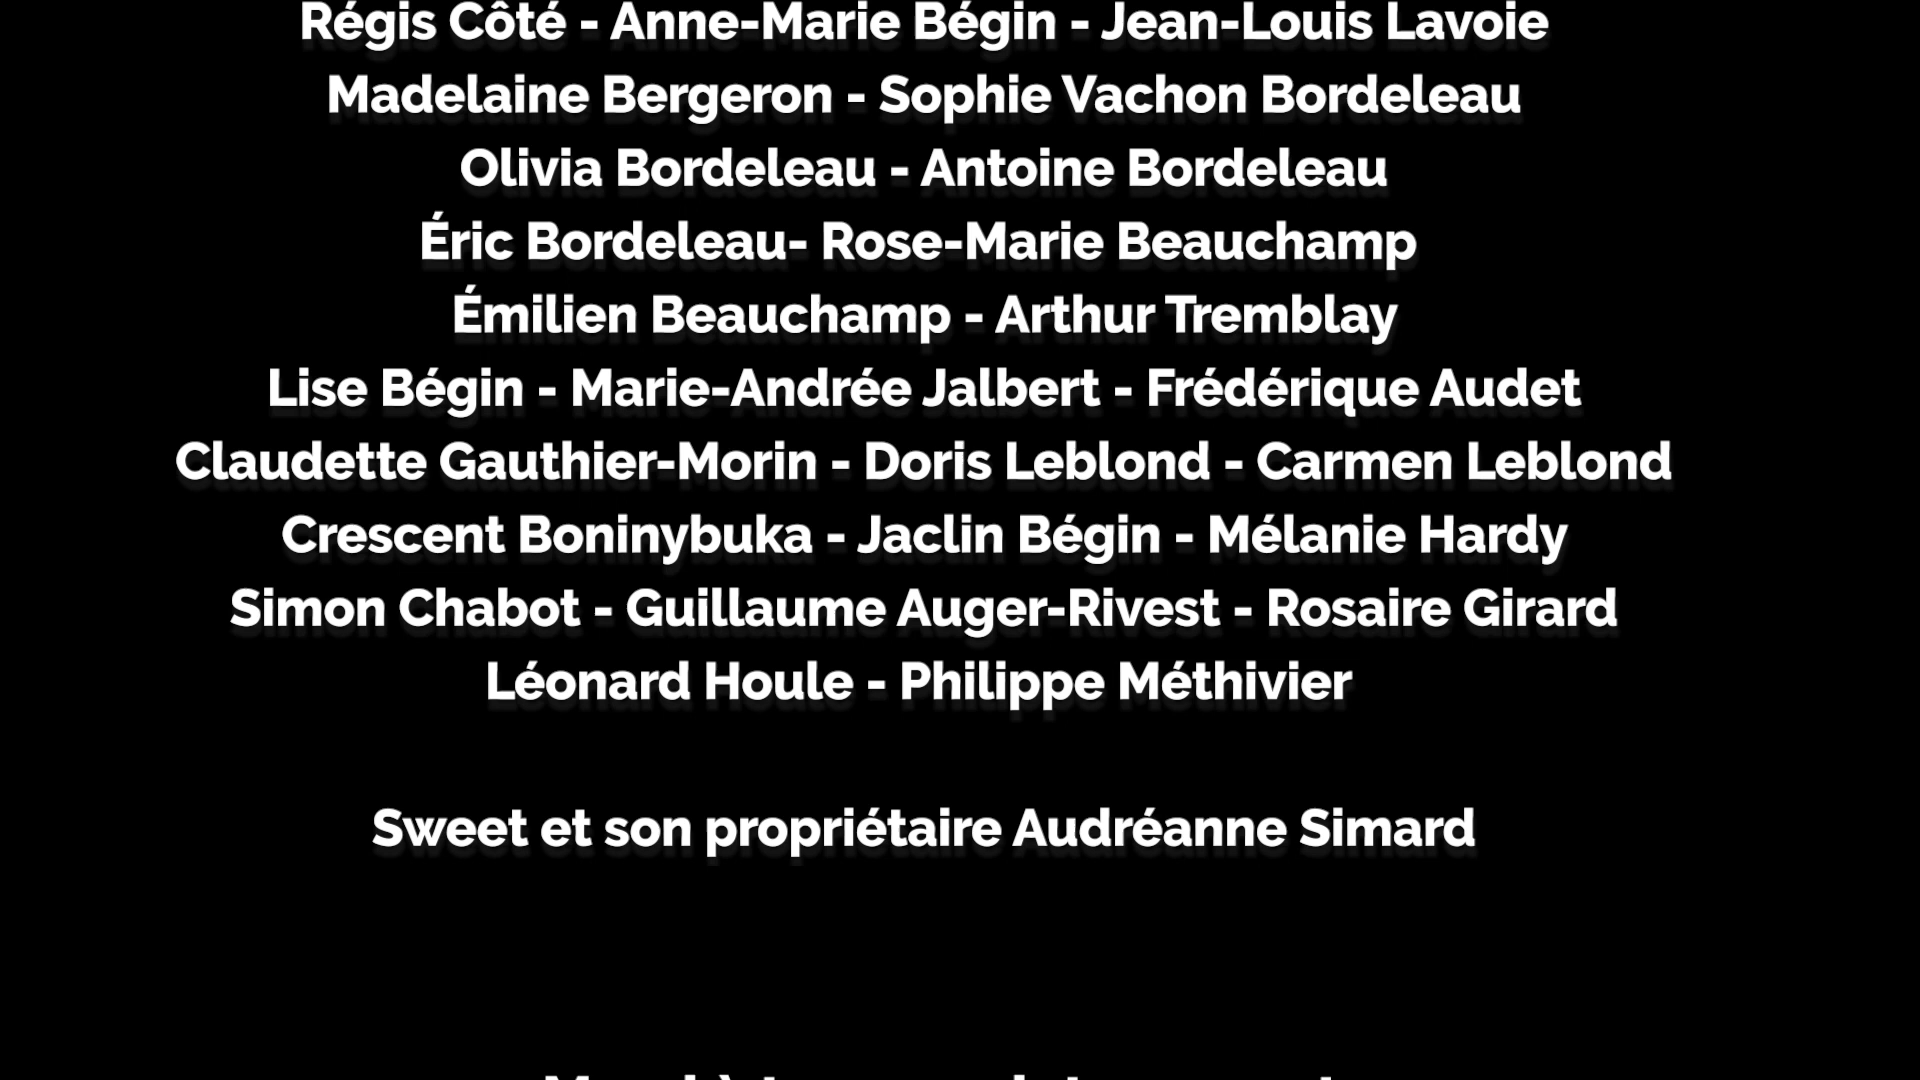 Régis Côté - Anne-Marie Bégin - Jean-Louis Lavoie
Madelaine Bergeron - Sophie Vachon Bordeleau
Olivia Bordeleau - Antoine Bordeleau
Éric Bordeleau- Rose-Marie Beauchamp
Émilien Beauchamp - Arthur Tremblay
Lise Bégin - Marie-Andrée Jalbert - Frédérique Audet
Claudette Gauthier-Morin - Doris Leblond - Carmen Leblond
Crescent Boninybuka - Jaclin Bégin - Mélanie Hardy
Simon Chabot - Guillaume Auger-Rivest - Rosaire Girard
Léonard Houle - Philippe Méthivier
Sweet et son propriétaire Audréanne Simard